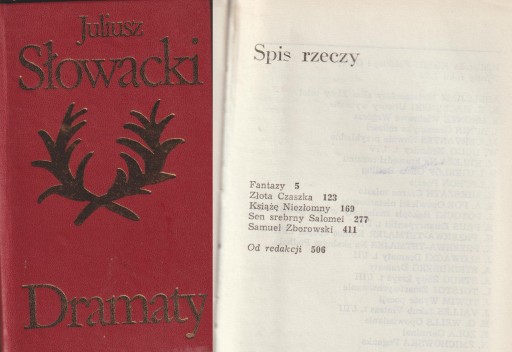 Juliusz
Słowacki
Dramaty
Spis rzeczy
Fantazy 5
Złota Czaszka 123
Książę Niezłomny 169
Sen srebrny Salomei 277
Samuel Zborowski 411
Od redakcji 506